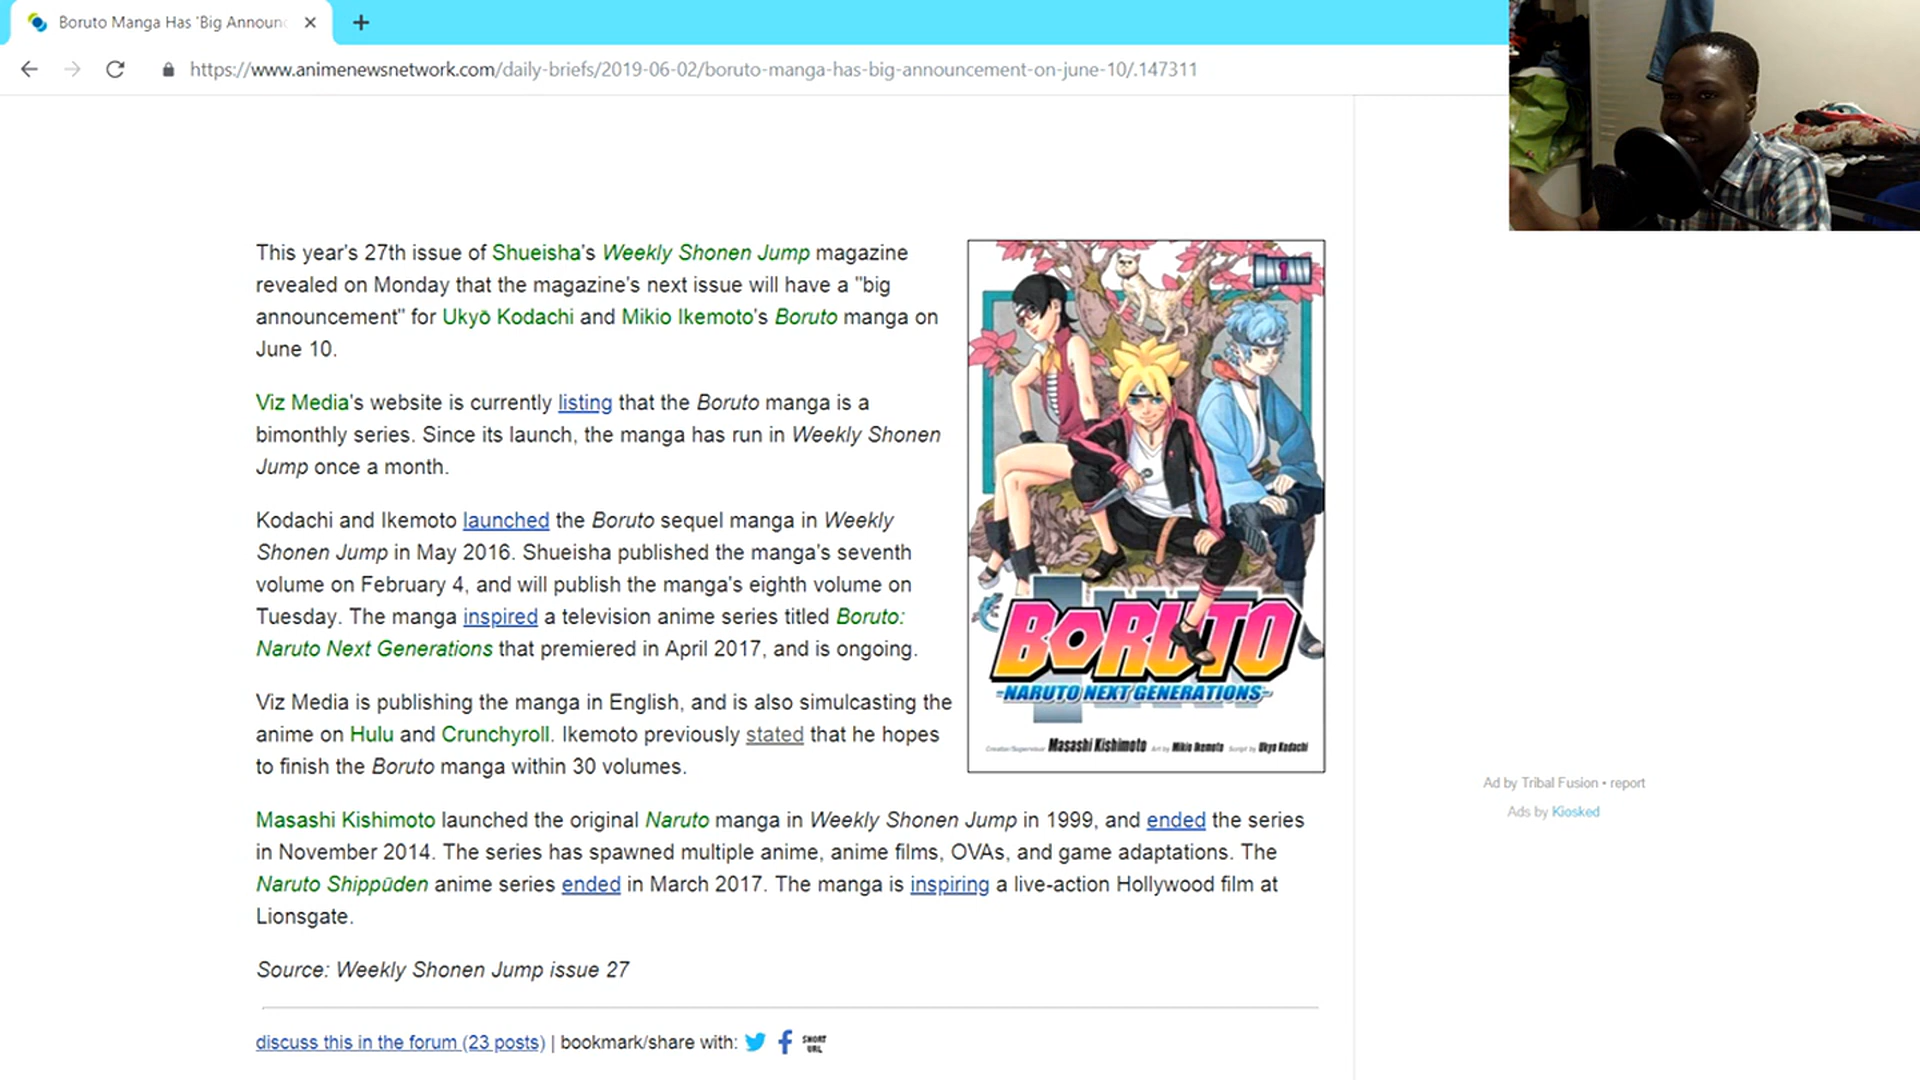 Boruto Manga Has 'Big Announc
https://www.animenewsnetwork.com/daily-briefs/2019-06-02/boruto-manga-has-big-announcement-on-june-10/.147311
This year's 27th issue of Shueisha's Weekly Shonen Jump magazine
revealed on Monday that the magazine's next issue will have a "big
announcement" for Ukyō Kodachi and Mikio Ikemoto's Boruto manga on
June 10.
Viz Media's website is currently listing that the Boruto manga is a
bimonthly series. Since its launch, the manga has run in Weekly Shonen
Jump once a month.
Kodachi and Ikemoto launched the Boruto sequel manga in Weekly
Shonen Jump in May 2016. Shueisha published the manga's seventh
volume on February 4, and will publish the manga's eighth volume on
Tuesday. The manga inspired a television anime series titled Boruto:
Naruto Next Generations that premiered in April 2017, and is ongoing.
Viz Media is publishing the manga in English, and is also simulcasting the
anime on Hulu and Crunchyroll. Ikemoto previously stated that he hopes
to finish the Boruto manga within 30 volumes.
1
BORUTO
-NARUTO NEXT GENERATIONS-
Creator/Supervisor Masashi Kishimoto Art by Mikio Ikemoto Script by Ukyo Kodachi
Masashi Kishimoto launched the original Naruto manga in Weekly Shonen Jump in 1999, and ended the series
in November 2014. The series has spawned multiple anime, anime films, OVAs, and game adaptations. The
Naruto Shippūden anime series ended in March 2017. The manga is inspiring a live-action Hollywood film at
Lionsgate.
Source: Weekly Shonen Jump issue 27
discuss this in the forum (23 posts) | bookmark/share with: SHORT
URL
Ad by Tribal Fusion • report
Ads by Kiosked